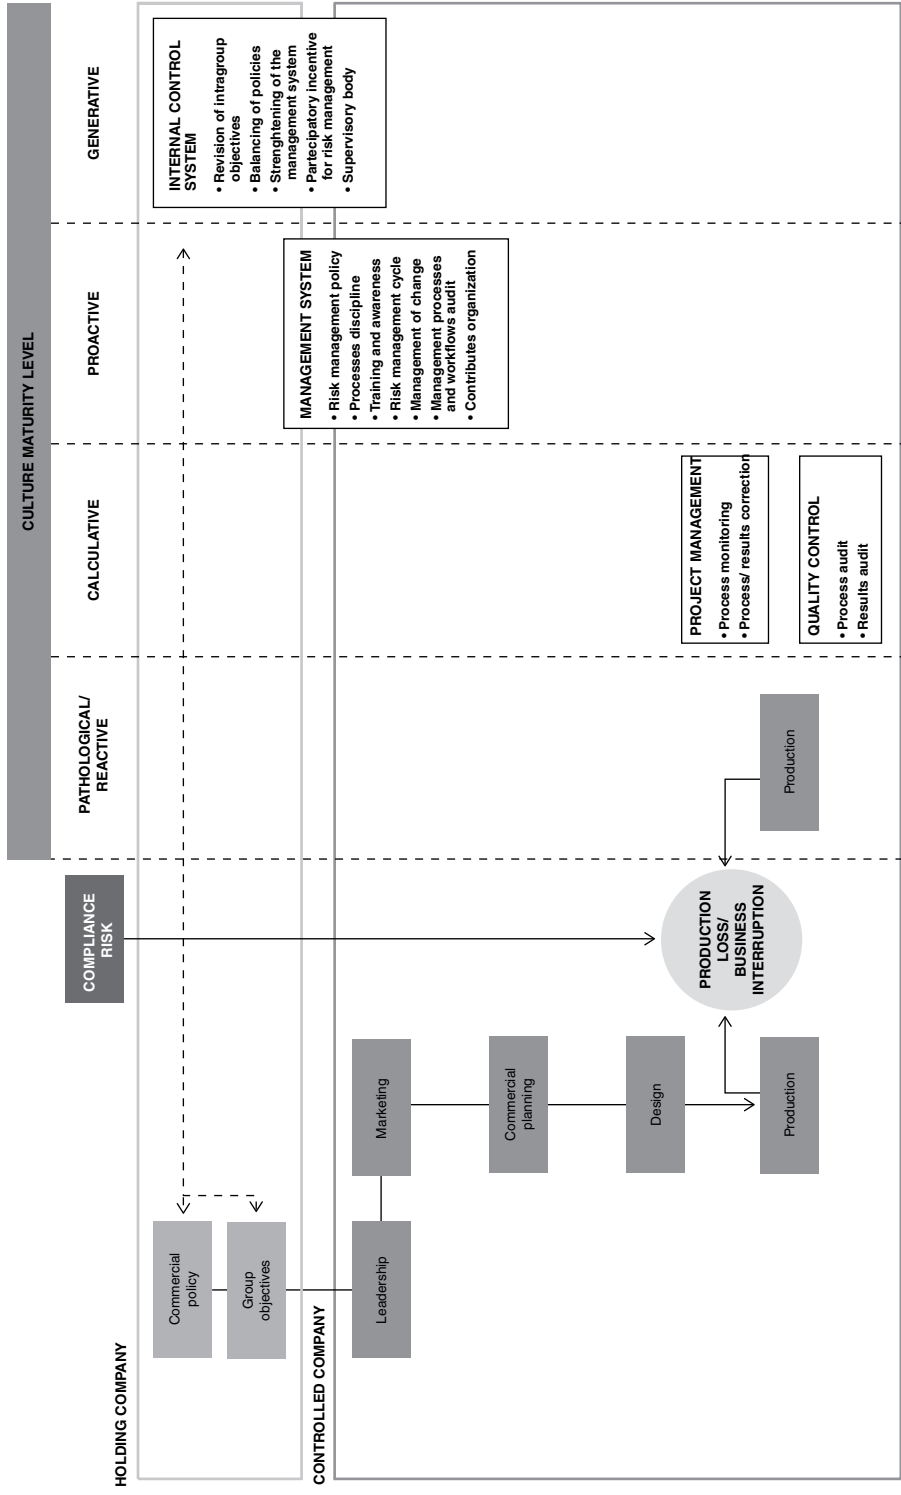 CULTURE MATURITY LEVEL
COMPLIANCE
RISK
PATHOLOGICAL/
REACTIVE
CALCULATIVE
PROACTIVE
GENERATIVE
HOLDING COMPANY
Commercial
policy
Group
objectives
INTERNAL CONTROL
SYSTEM
• Revision of intragroup
objectives
• Balancing of policies
• Strenghtening of the
management system
• Partecipatory incentive
for risk management
• Supervisory body
CONTROLLED COMPANY
Leadership
Marketing
Commercial
planning
Design
Production
PRODUCTION
LOSS/
BUSINESS
INTERRUPTION
Production
MANAGEMENT SYSTEM
• Risk management policy
• Processes discipline
• Training and awareness
• Risk management cycle
• Management of change
• Management processes
and workflows audit
• Contributes organization
PROJECT MANAGEMENT
• Process monitoring
• Process/ results correction
QUALITY CONTROL
• Process audit
• Results audit